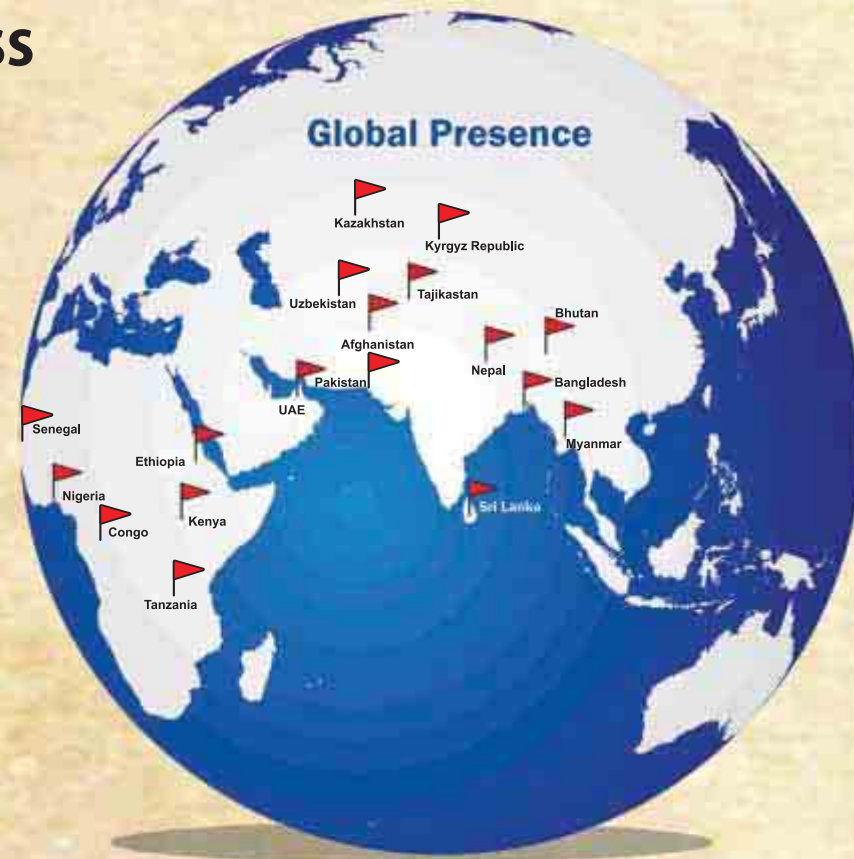 ss
Global Presence
Kazakhstan
Kyrgyz Republic
Uzbekistan
Tajikastan
Bhutan
Afghanistan
Nepal
Pakistan
Bangladesh
UAE
Senegal
Myanmar
Ethiopia
Nigeria
Sri Lanka
Kenya
Congo
Tanzania